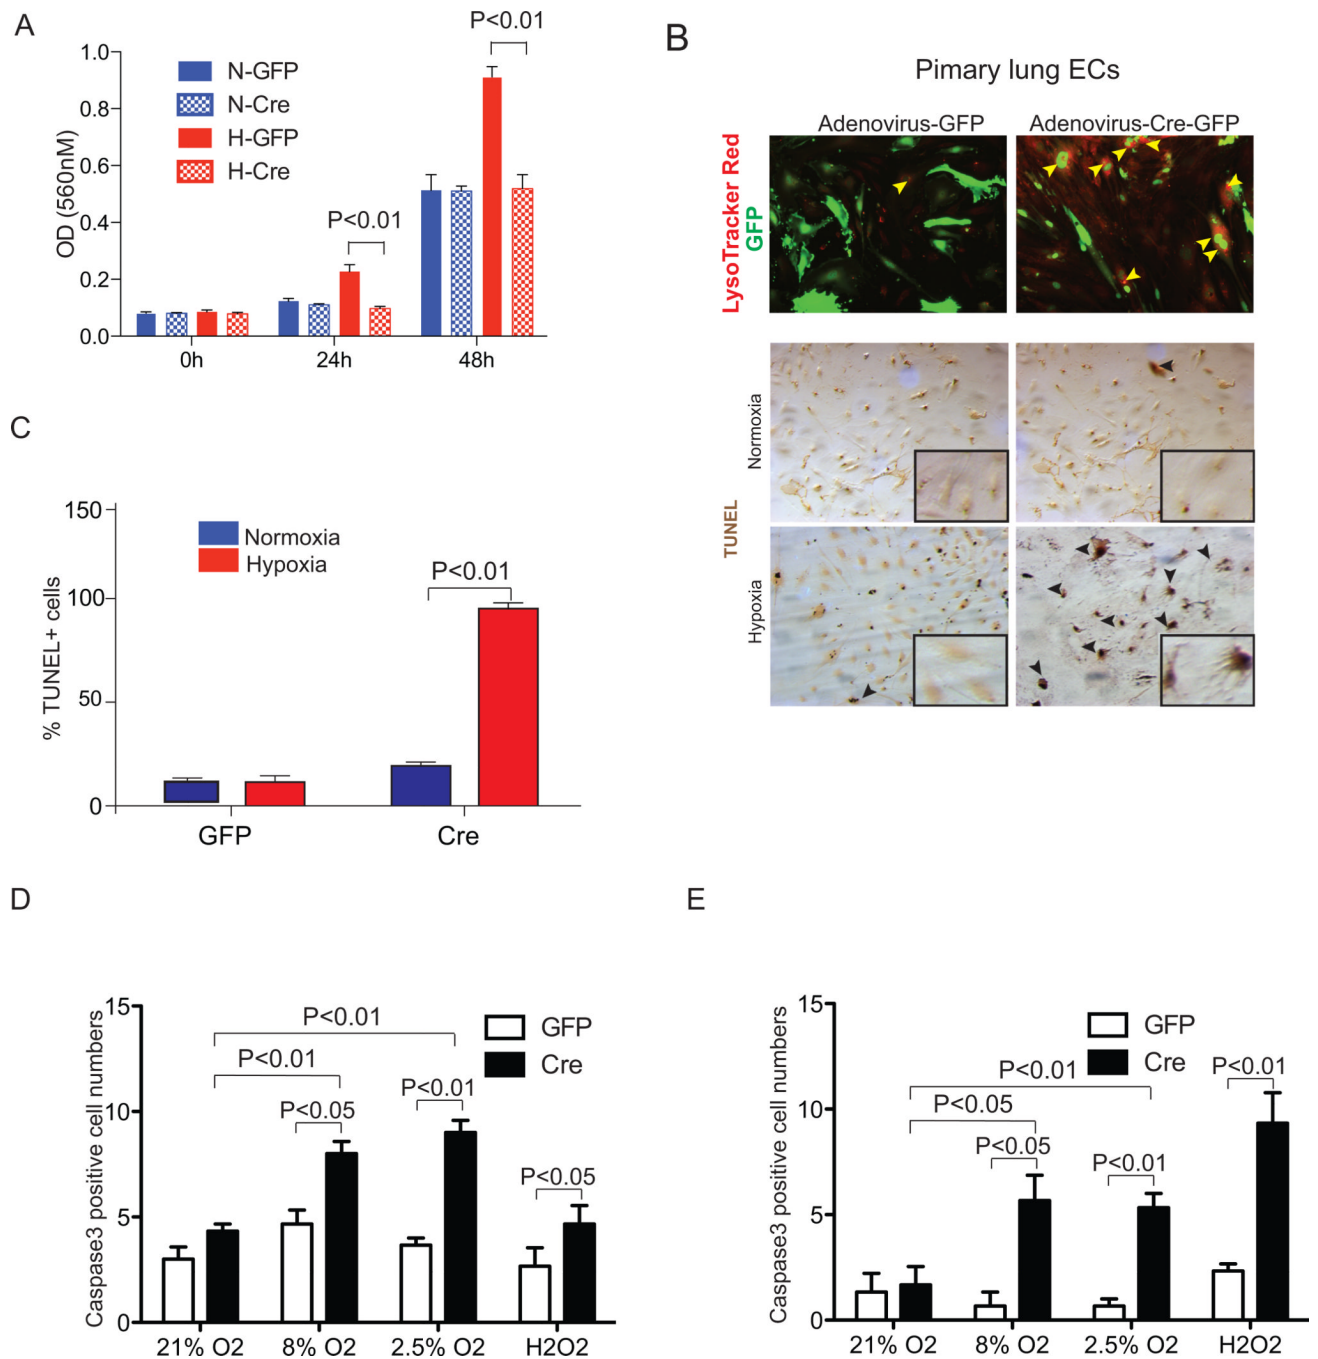 A
P<0.01
1.0
0.8
0.6
0.4
0.2
0.0
OD (560nM)
N-GFP
N-Cre
H-GFP
H-Cre
P<0.01
0h
24h
48h
B
Pimary lung ECs
Adenovirus-GFP
Adenovirus-Cre-GFP
LysoTracker Red
GFP
TUNEL
Normoxia
Hypoxia
C
150
100
50
0
% TUNEL+ cells
Normoxia
Hypoxia
P<0.01
GFP
Cre
D
15
10
5
0
Caspase3 positive cell numbers
P<0.01
P<0.01
P<0.05
P<0.01
P<0.05
GFP
Cre
21% O2
8% O2
2.5% O2
H2O2
E
15
10
5
0
Caspase3 positive cell numbers
GFP
Cre
P<0.01
P<0.05
P<0.05
P<0.01
P<0.01
21% O2
8% O2
2.5% O2
H2O2